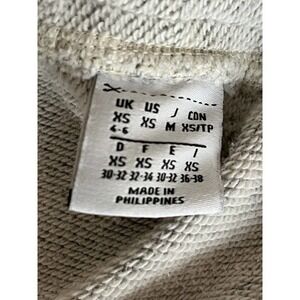 UK US J CDN
XS XS M XS/TP
4-6
D F E I
XS XS XS XS
30-32 32-34 30-32 36-38
MADE IN
PHILIPPINES